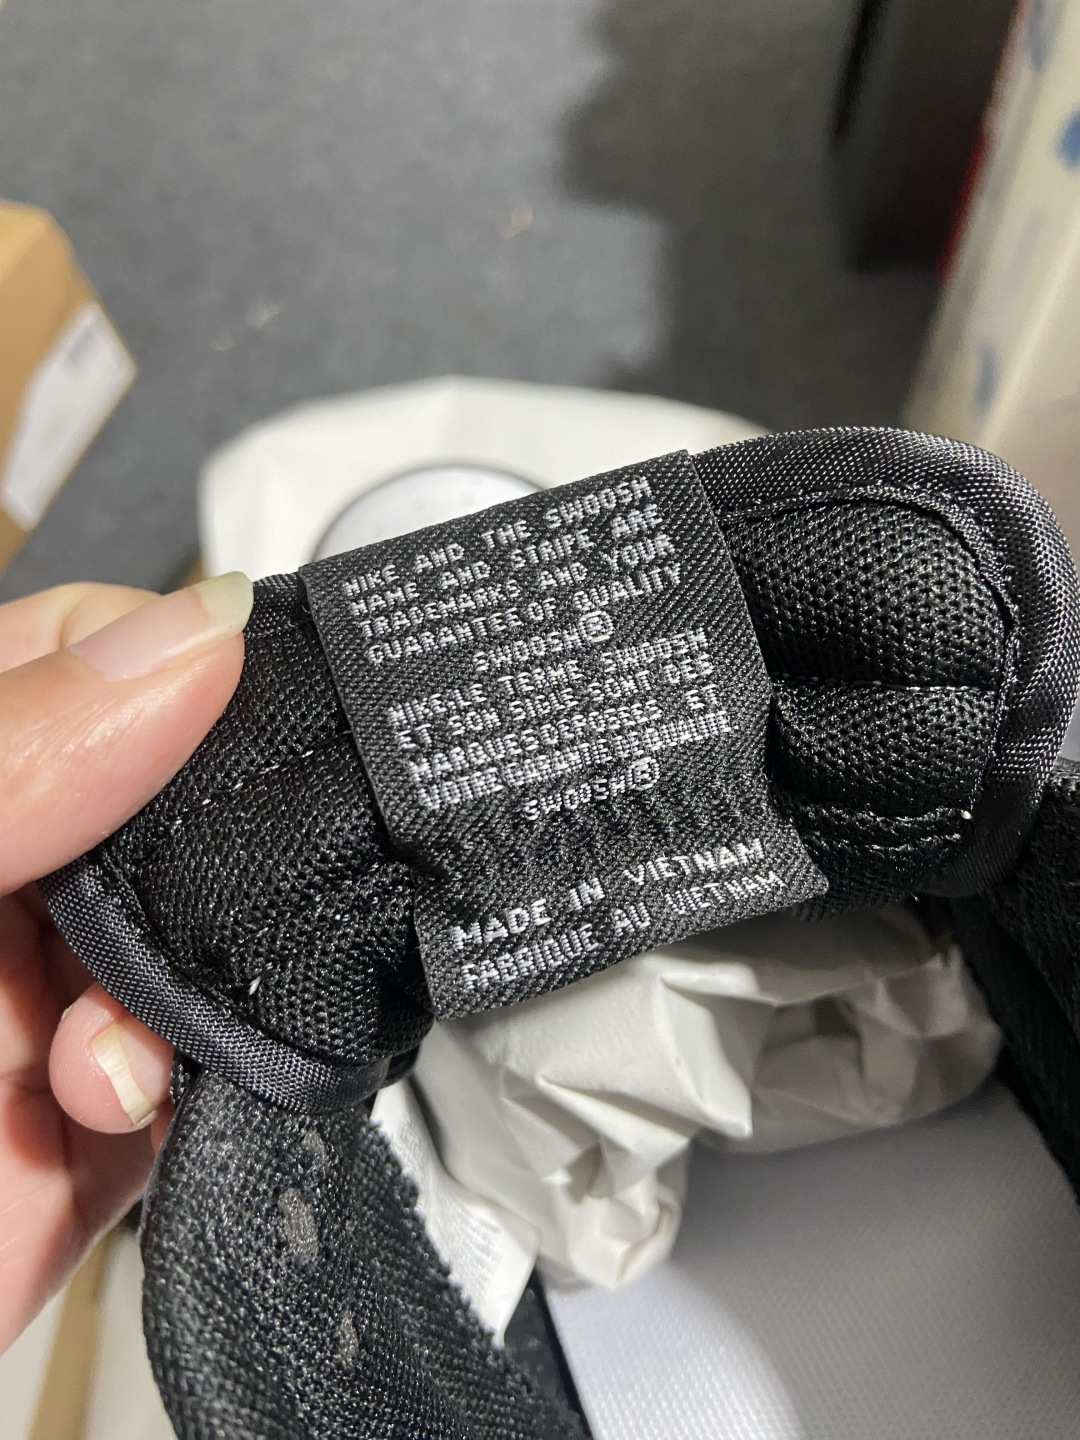 NIKE AND THE SWOOSH
NAME AND STRIPE ARE
TRADEMARKS AND YOUR
GUARANTEE OF QUALITY
SWOOSH®
NIKE LE TERME SWOOSH
ET SON SIGNE SONT DES
MARQUES DEPOSEES ET
VOTRE GARANTIE DE QUALITE
SWOOSH®
MADE IN VIETNAM
FABRIQUE AU VIETNAM